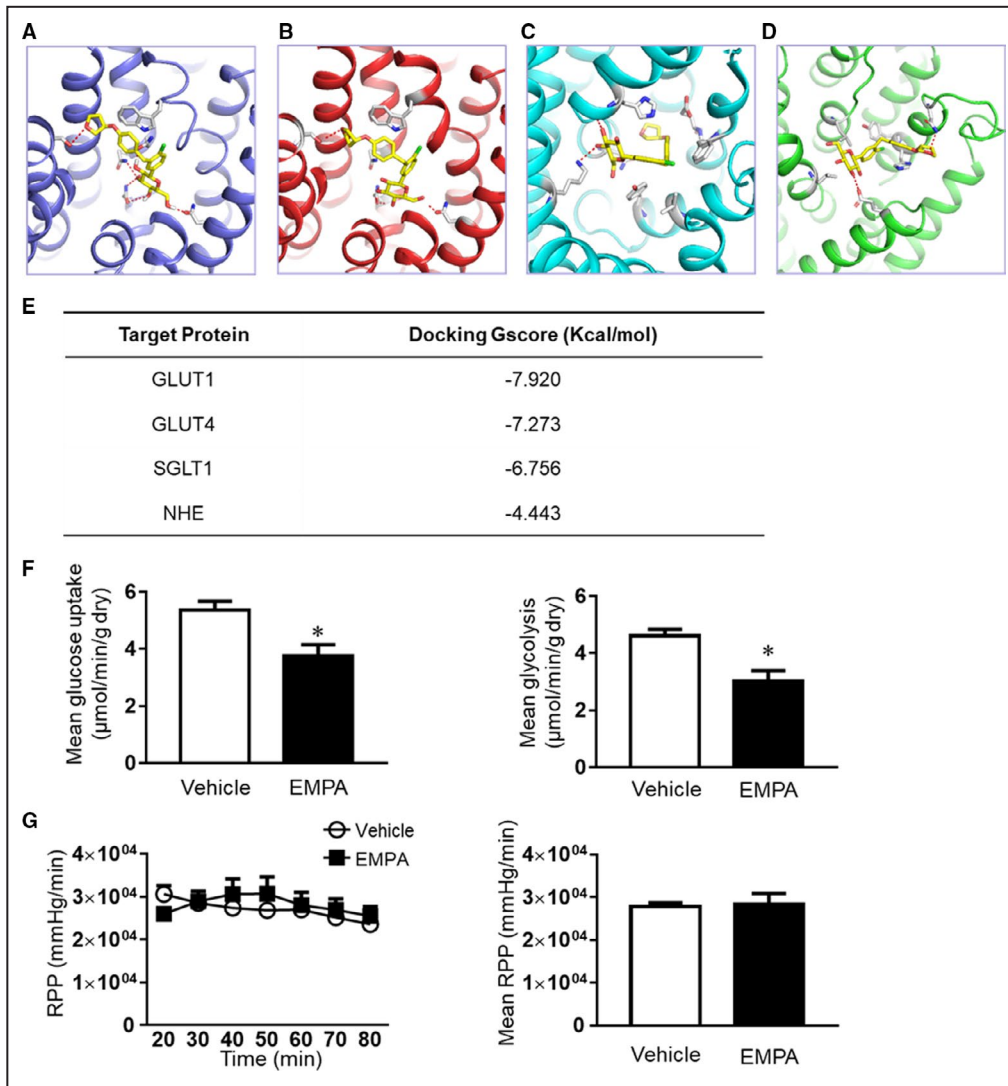 A
B
C
D
E
Target Protein Docking Gscore (Kcal/mol)
GLUT1 -7.920
GLUT4 -7.273
SGLT1 -6.756
NHE -4.443
F
Mean glucose uptake
(µmol/min/g dry)
6
4
2
0
*
Vehicle EMPA
Mean glycolysis
(µmol/min/g dry)
6
4
2
0
*
Vehicle EMPA
G
Vehicle
EMPA
RPP (mmHg/min)
4×10⁰⁴
3×10⁰⁴
2×10⁰⁴
1×10⁰⁴
0
20 30 40 50 60 70 80
Time (min)
Mean RPP (mmHg/min)
4×10⁰⁴
3×10⁰⁴
2×10⁰⁴
1×10⁰⁴
0
Vehicle EMPA